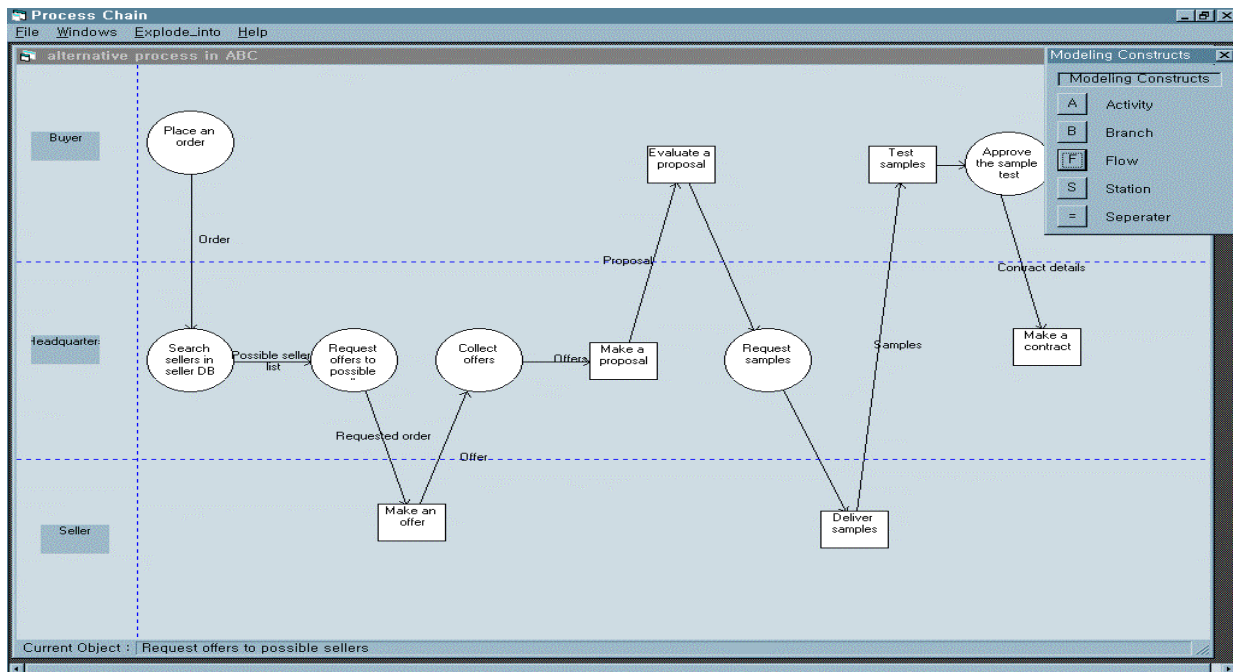 Process Chain
File Windows Explode_into Help
alternative process in ABC
Modeling Constructs
Modeling Constructs
A Activity
B Branch
F Flow
S Station
= Seperater
Buyer
Place an
order
Evaluate a
proposal
Test
samples
Approve
the sample
test
Order
Proposal
Contract details
Headquarter
Search
sellers in
seller DB
Possible seller
list
Request
offers to
possible
"
Collect
offers
Offers
Make a
proposal
Request
samples
Samples
Make a
contract
Requested order
Offer
Seller
Make an
offer
Deliver
samples
Current Object : Request offers to possible sellers